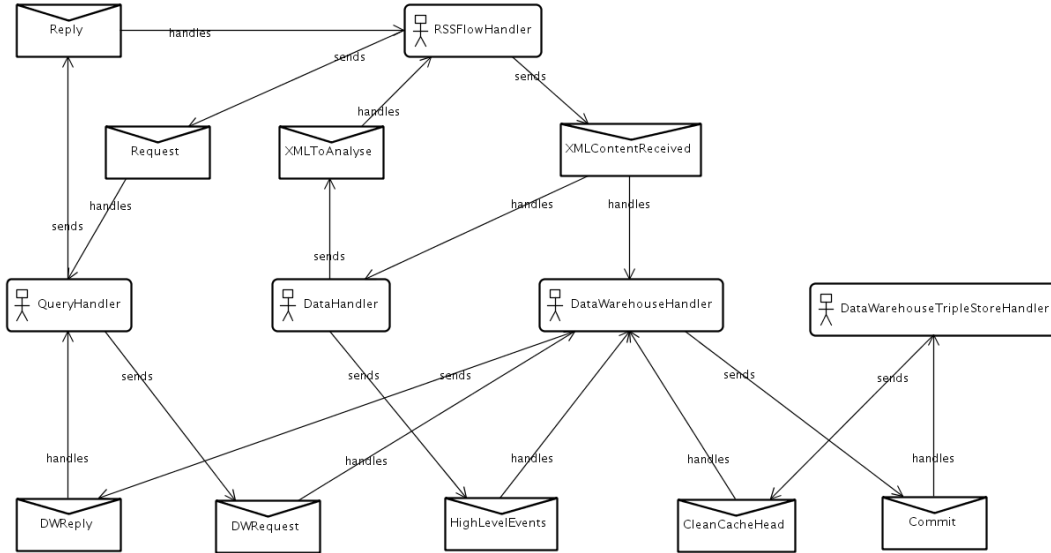 Reply
handles
RSSFlowHandler
sends
sends
handles
Request
XMLToAnalyse
XMLContentReceived
handles
sends
handles
handles
sends
QueryHandler
DataHandler
DataWarehouseHandler
DataWarehouseTripleStoreHandler
sends
sends
sends
sends
sends
handles
handles
handles
handles
handles
DWReply
DWRequest
HighLevelEvents
CleanCacheHead
Commit